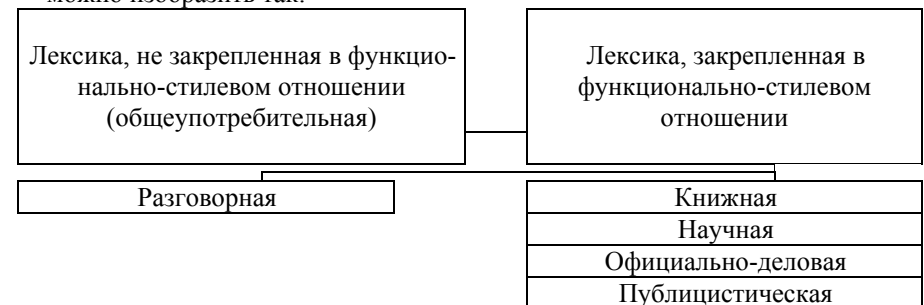 можно изобразить так:
Лексика, не закрепленная в функцио-
нально-стилевом отношении
(общеупотребительная)
Лексика, закрепленная в
функционально-стилевом
отношении
Разговорная
Книжная
Научная
Официально-деловая
Публицистическая